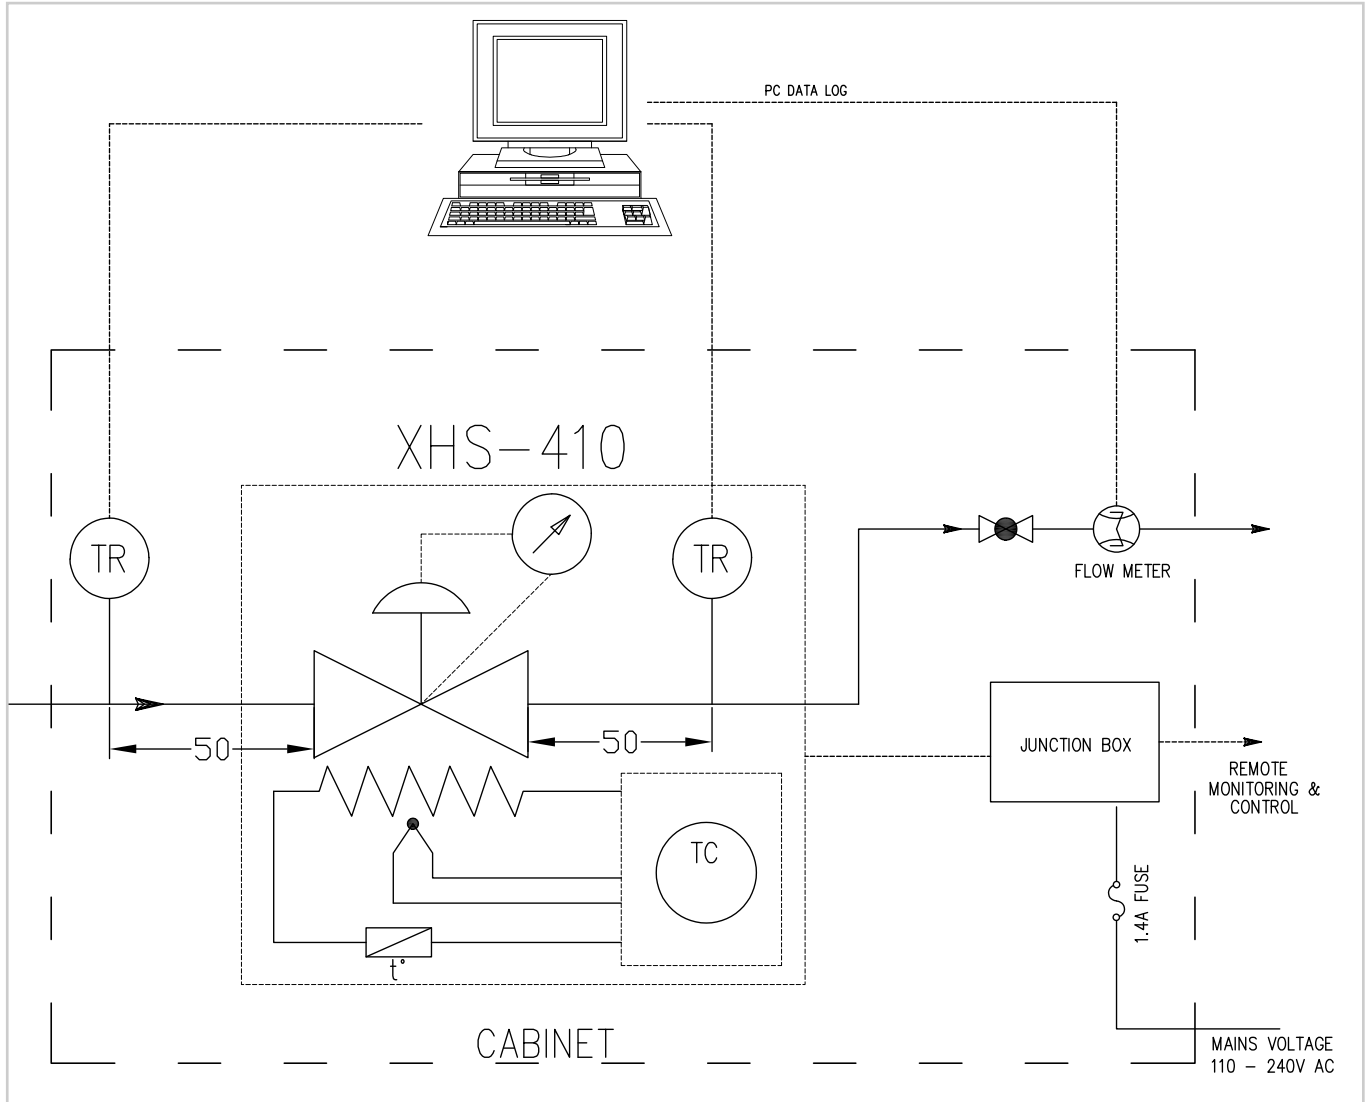 PC DATA LOG
XHS-410
TR
TR
FLOW METER
50
50
JUNCTION BOX
REMOTE
MONITORING &
CONTROL
TC
1.4A FUSE
t°
CABINET
MAINS VOLTAGE
110 - 240V AC